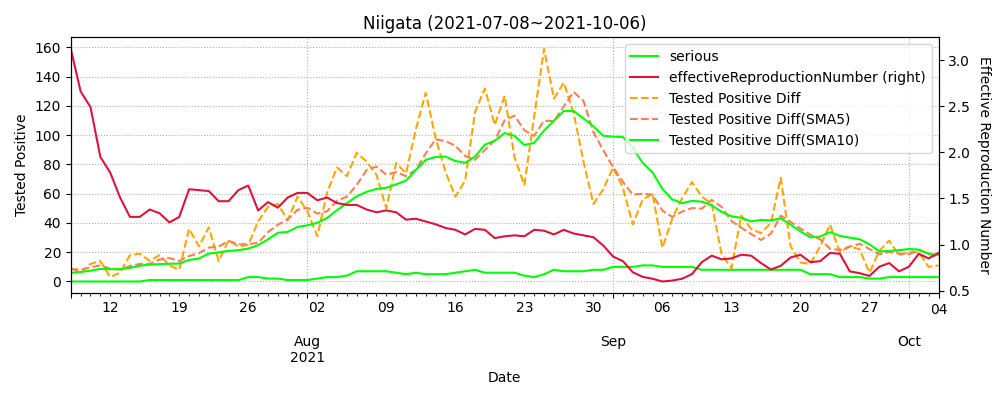 Niigata (2021-07-08~2021-10-06)
Tested Positive
160
140
120
100
80
60
40
20
0
serious
effectiveReproductionNumber (right)
Tested Positive Diff
Tested Positive Diff(SMA5)
Tested Positive Diff(SMA10)
3.0
2.5
2.0
1.5
1.0
0.5
Effective Reproduction Number
12 19 26 02 09 16 23 30 06 13 20 27 04
Aug Sep Oct
2021
Date